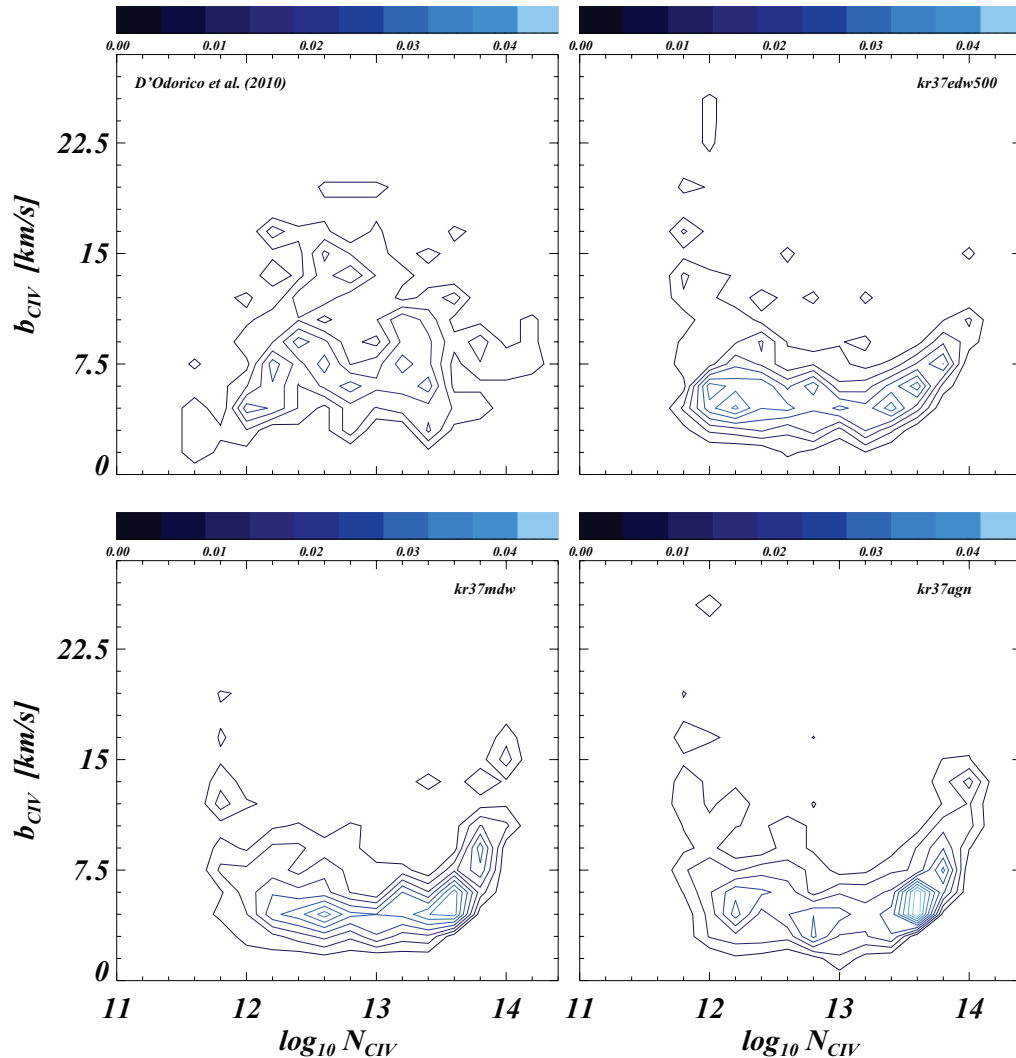 0.00 0.01 0.02 0.03 0.04 0.00 0.01 0.02 0.03 0.04
D'Odorico et al. (2010) kr37edw500
22.5
15
7.5
0
b_CIV [km/s]
0.00 0.01 0.02 0.03 0.04 0.00 0.01 0.02 0.03 0.04
kr37mdw kr37agn
22.5
15
7.5
0
b_CIV [km/s]
11 12 13 14 11 12 13 14
log10 N_CIV log10 N_CIV